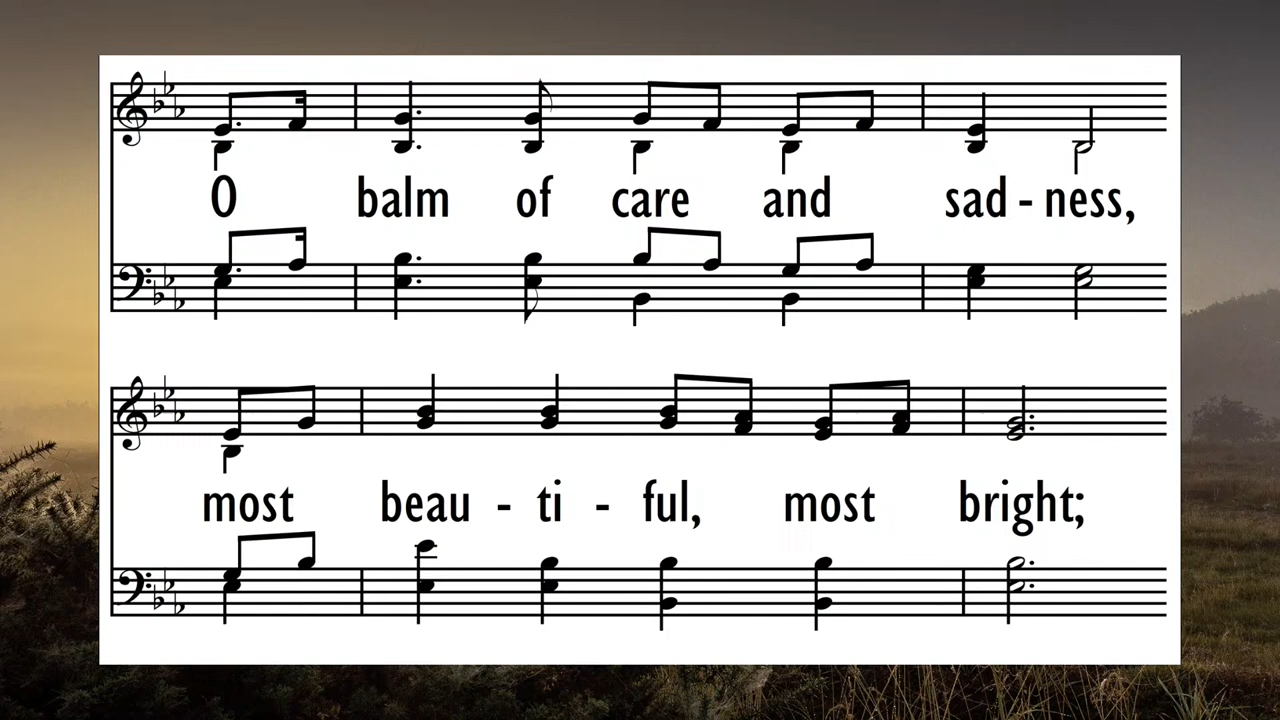 O balm of care and sad - ness,
most beau - ti - ful, most bright;